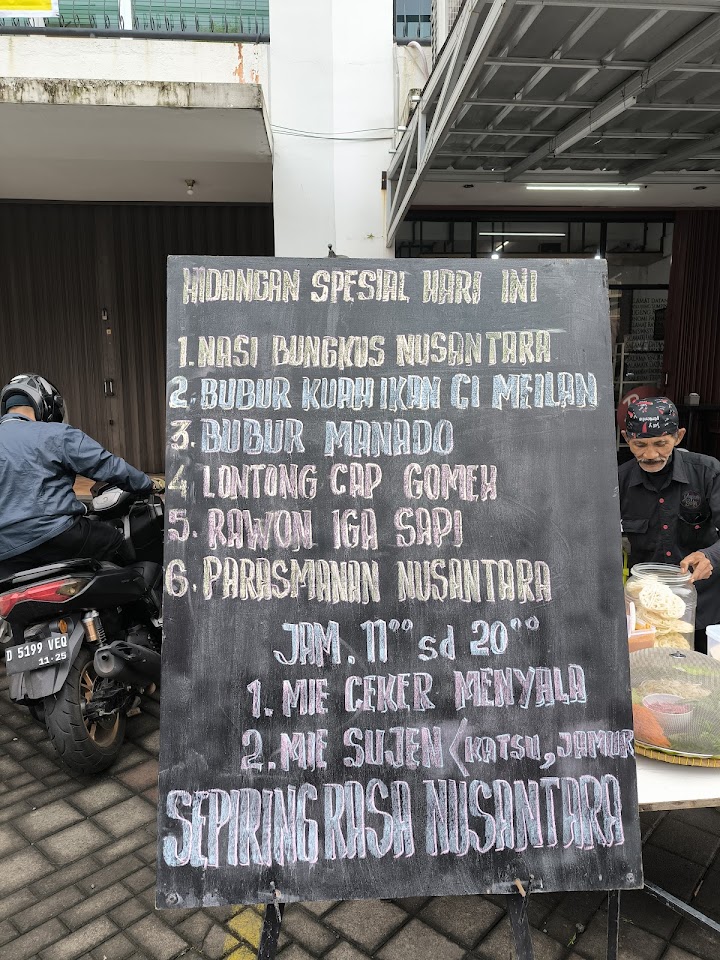 HIDANGAN SPESIAL HARI INI
1. NASI BUNGKUS NUSANTARA
2. BUBUR KUAH IKAN CI MEILAN
3. BUBUR MANADO
4 LONTONG CAP GOMEH
5. RAWON IGA SAPI
6. PARASMANAN NUSANTARA
JAM. 11°° sd 20°°
1. MIE CEKER MENYALA
2. MIE SUJEN < KATSU, JAMUR
SEPIRING RASA NUSANTARA
D 5199 VEQ
11·25